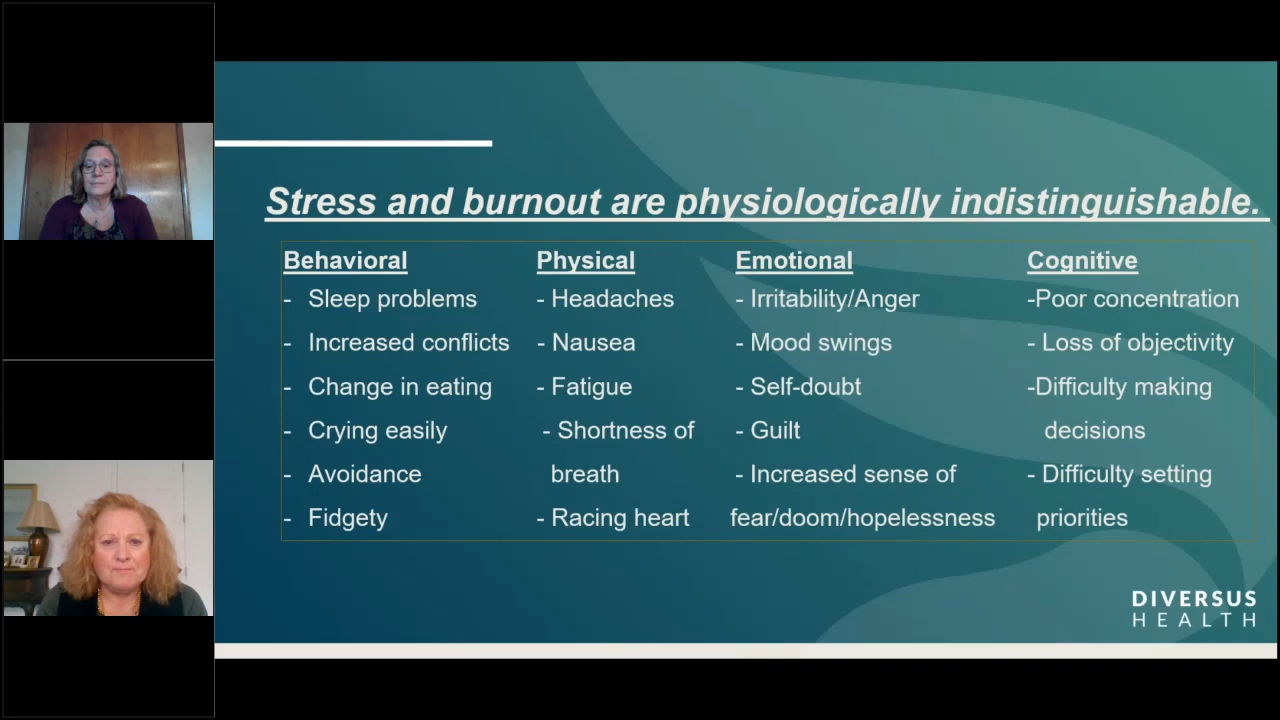 Stress and burnout are physiologically indistinguishable.
Behavioral
- Sleep problems
- Increased conflicts
- Change in eating
- Crying easily
- Avoidance
- Fidgety
Physical
- Headaches
- Nausea
- Fatigue
- Shortness of
breath
- Racing heart
Emotional
- Irritability/Anger
- Mood swings
- Self-doubt
- Guilt
- Increased sense of
fear/doom/hopelessness
Cognitive
-Poor concentration
- Loss of objectivity
-Difficulty making
decisions
- Difficulty setting
priorities
DIVERSUS
HEALTH